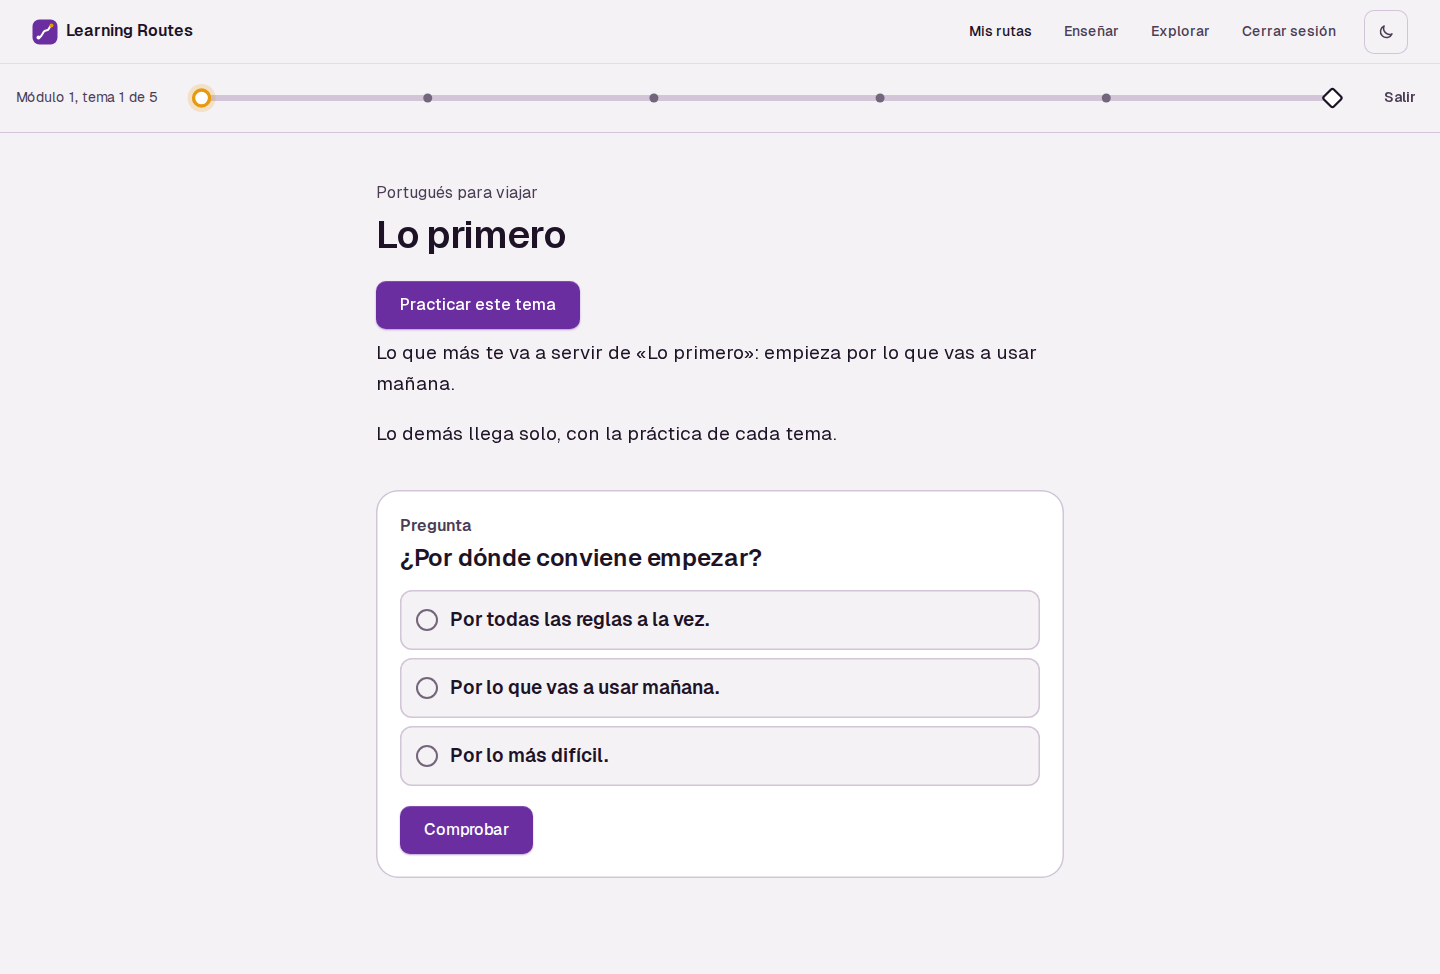 Learning Routes
Mis rutas
Enseñar
Explorar
Cerrar sesión
Módulo 1, tema 1 de 5
Salir
Portugués para viajar
Lo primero
Practicar este tema
Lo que más te va a servir de «Lo primero»: empieza por lo que vas a usar
mañana.
Lo demás llega solo, con la práctica de cada tema.
Pregunta
¿Por dónde conviene empezar?
Por todas las reglas a la vez.
Por lo que vas a usar mañana.
Por lo más difícil.
Comprobar